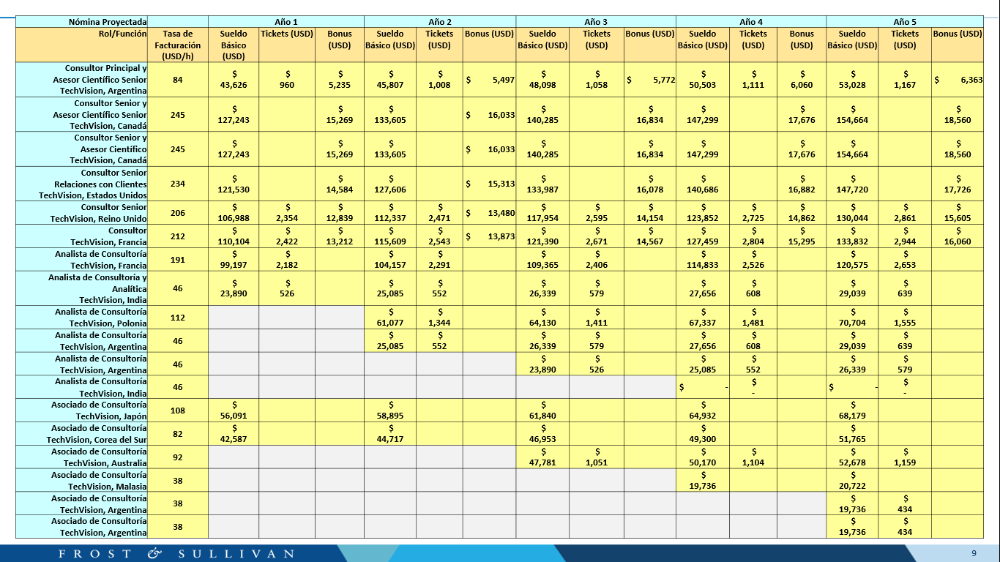 Nómina Proyectada Año 1 Año 2 Año 3 Año 4 Año 5
Rol/Función Tasa de Facturación (USD/h) Sueldo Básico (USD) Tickets (USD) Bonus (USD) Sueldo Básico (USD) Tickets (USD) Bonus (USD) Sueldo Básico (USD) Tickets (USD) Bonus (USD) Sueldo Básico (USD) Tickets (USD) Bonus (USD) Sueldo Básico (USD) Tickets (USD) Bonus (USD)
Consultor Principal y
Asesor Científico Senior
TechVision, Argentina
84 $ 43,626 $ 960 $ 5,235 $ 45,807 $ 1,008 $ 5,497 $ 48,098 $ 1,058 $ 5,772 $ 50,503 $ 1,111 $ 6,060 $ 53,028 $ 1,167 $ 6,363
Consultor Senior y
Asesor Científico Senior
TechVision, Canadá
245 $ 127,243 $ 15,269 $ 133,605 $ 16,033 $ 140,285 $ 16,834 $ 147,299 $ 17,676 $ 154,664 $ 18,560
Consultor Senior y
Asesor Científico
TechVision, Canadá
245 $ 127,243 $ 15,269 $ 133,605 $ 16,033 $ 140,285 $ 16,834 $ 147,299 $ 17,676 $ 154,664 $ 18,560
Consultor Senior
Relaciones con Clientes
TechVision, Estados Unidos
234 $ 121,530 $ 14,584 $ 127,606 $ 15,313 $ 133,987 $ 16,078 $ 140,686 $ 16,882 $ 147,720 $ 17,726
Consultor Senior
TechVision, Reino Unido
206 $ 106,988 $ 2,354 $ 12,839 $ 112,337 $ 2,471 $ 13,480 $ 117,954 $ 2,595 $ 14,154 $ 123,852 $ 2,725 $ 14,862 $ 130,044 $ 2,861 $ 15,605
Consultor
TechVision, Francia
212 $ 110,104 $ 2,422 $ 13,212 $ 115,609 $ 2,543 $ 13,873 $ 121,390 $ 2,671 $ 14,567 $ 127,459 $ 2,804 $ 15,295 $ 133,832 $ 2,944 $ 16,060
Analista de Consultoría
TechVision, Francia
191 $ 99,197 $ 2,182 $ 104,157 $ 2,291 $ 109,365 $ 2,406 $ 114,833 $ 2,526 $ 120,575 $ 2,653
Analista de Consultoría y
Analítica
TechVision, India
46 $ 23,890 $ 526 $ 25,085 $ 552 $ 26,339 $ 579 $ 27,656 $ 608 $ 29,039 $ 639
Analista de Consultoría
TechVision, Polonia
112 $ 61,077 $ 1,344 $ 64,130 $ 1,411 $ 67,337 $ 1,481 $ 70,704 $ 1,555
Analista de Consultoría
TechVision, Argentina
46 $ 25,085 $ 552 $ 26,339 $ 579 $ 27,656 $ 608 $ 29,039 $ 639
Analista de Consultoría
TechVision, Argentina
46 $ 23,890 $ 526 $ 25,085 $ 552 $ 26,339 $ 579
Analista de Consultoría
TechVision, India
46 $ - $ - $ - $ -
Asociado de Consultoría
TechVision, Japón
108 $ 56,091 $ 58,895 $ 61,840 $ 64,932 $ 68,179
Asociado de Consultoría
TechVision, Corea del Sur
82 $ 42,587 $ 44,717 $ 46,953 $ 49,300 $ 51,765
Asociado de Consultoría
TechVision, Australia
92 $ 47,781 $ 1,051 $ 50,170 $ 1,104 $ 52,678 $ 1,159
Asociado de Consultoría
TechVision, Malasia
38 $ 19,736 $ 20,722
Asociado de Consultoría
TechVision, Argentina
38 $ 19,736 $ 434
Asociado de Consultoría
TechVision, Argentina
38 $ 19,736 $ 434
FROST & SULLIVAN
9